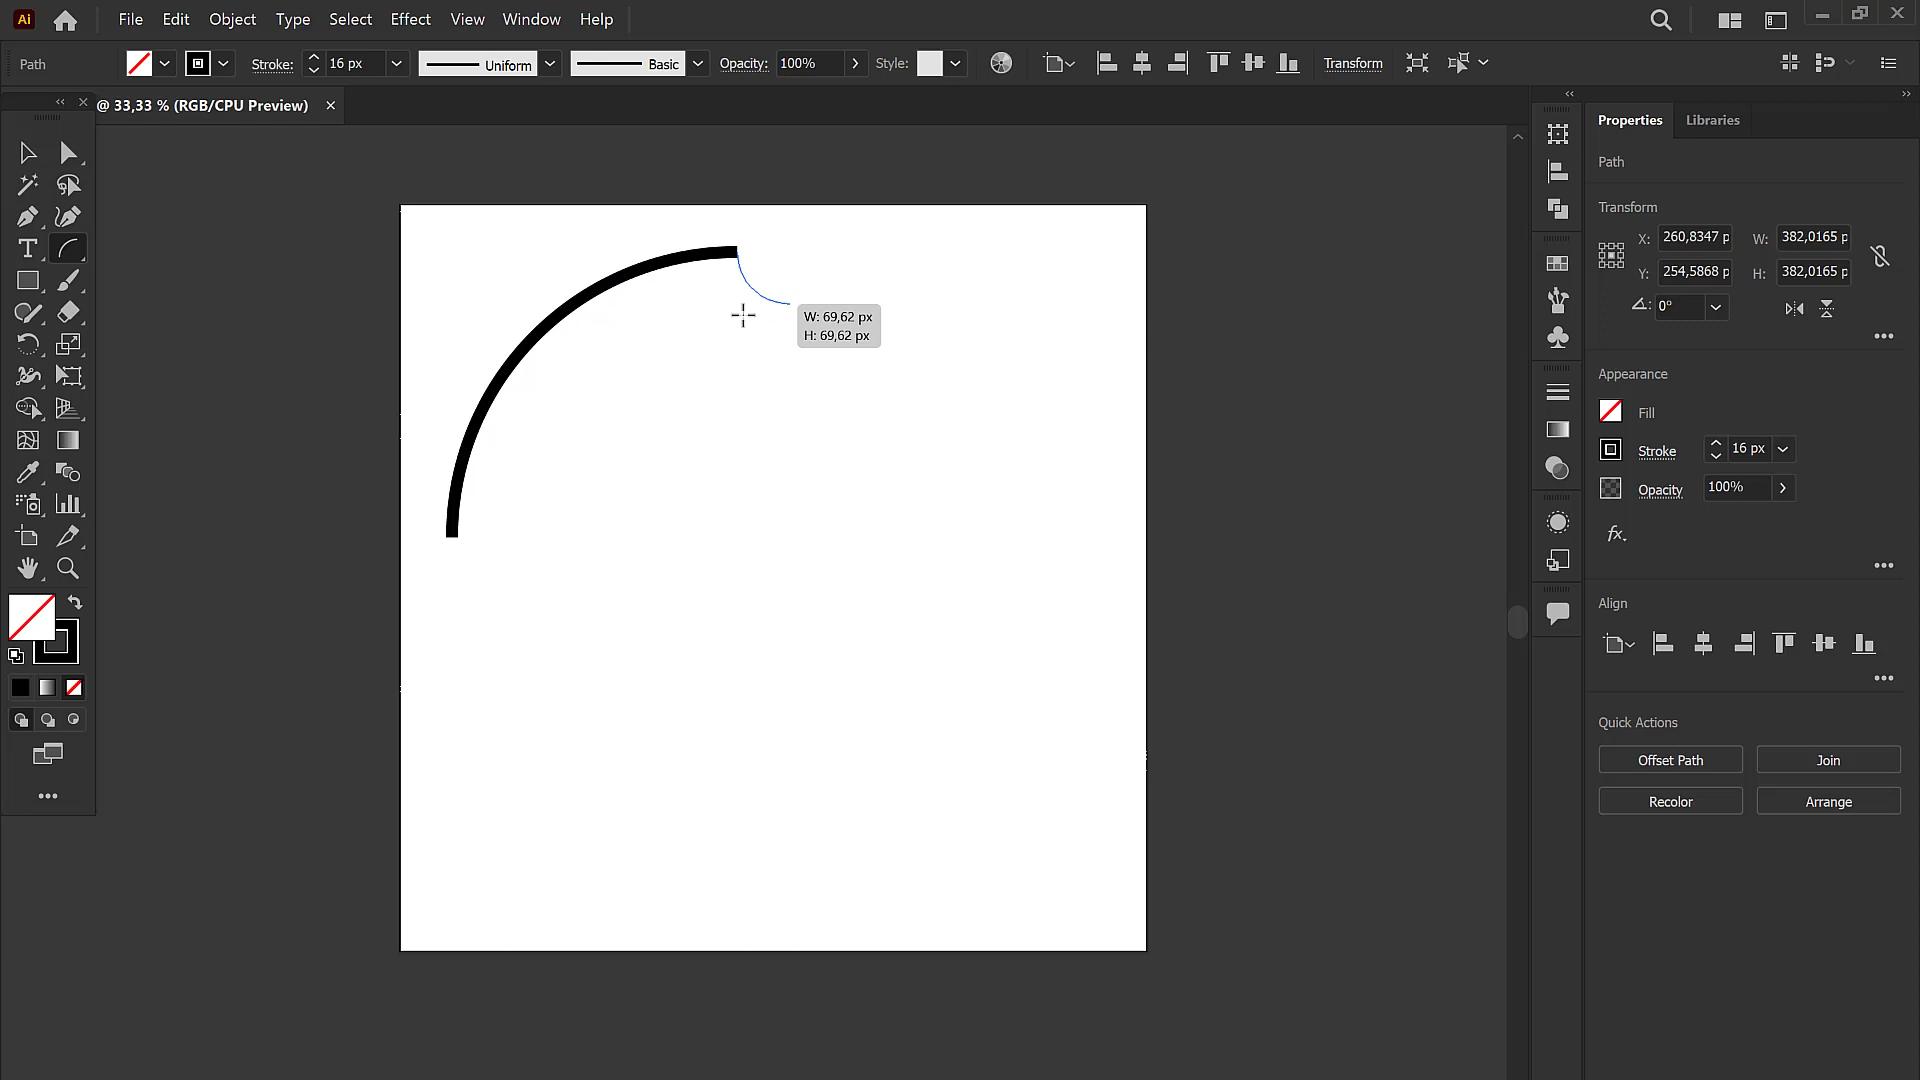 Ai File Edit Object Type Select Effect View Window Help
Path Stroke: 16 px Uniform Basic Opacity: 100% Style: Transform
@ 33,33 % (RGB/CPU Preview)
Properties Libraries
Path
Transform
X: 260,8347 p W: 382,0165 p
Y: 254,5868 p H: 382,0165 p
0°
W: 69,62 px
H: 69,62 px
Appearance
Fill
Stroke 16 px
Opacity 100%
fx
Align
Quick Actions
Offset Path Join
Recolor Arrange